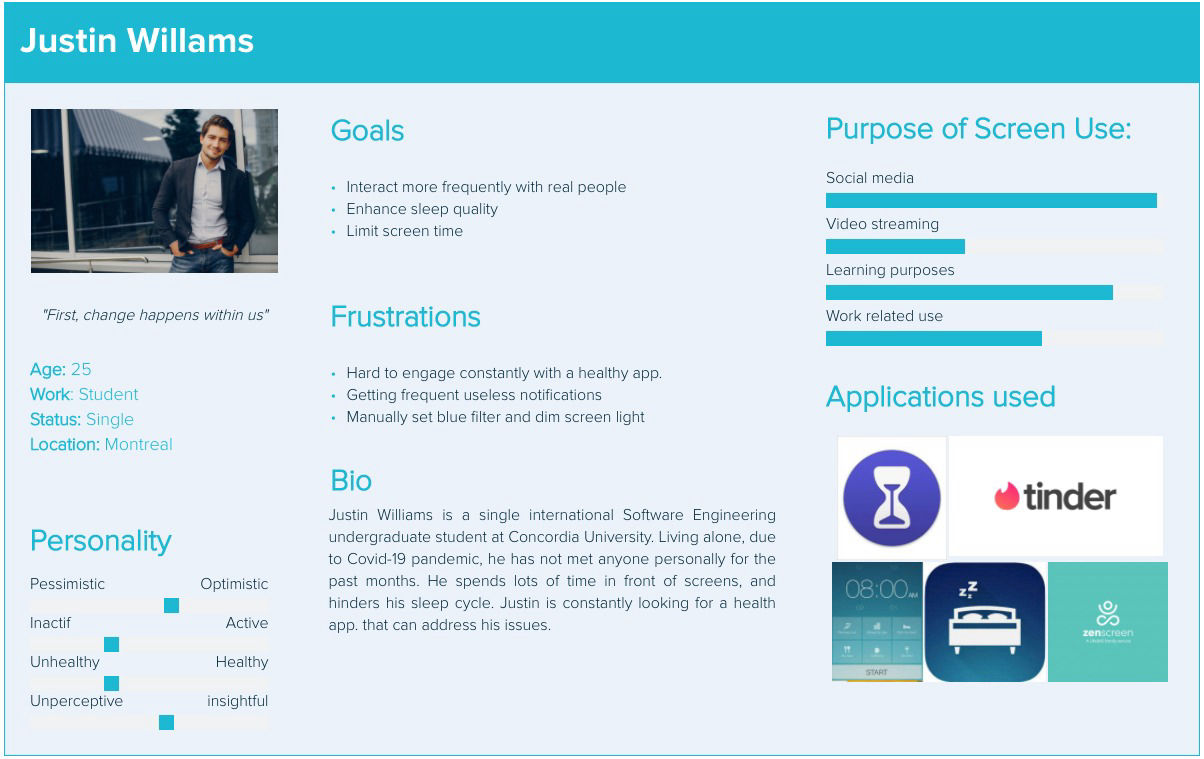 Justin Willams
"First, change happens within us"
Age: 25
Work: Student
Status: Single
Location: Montreal
Personality
Pessimistic Optimistic
Inactif Active
Unhealthy Healthy
Unperceptive insightful
Goals
• Interact more frequently with real people
• Enhance sleep quality
• Limit screen time
Frustrations
• Hard to engage constantly with a healthy app.
• Getting frequent useless notifications
• Manually set blue filter and dim screen light
Bio
Justin Williams is a single international Software Engineering
undergraduate student at Concordia University. Living alone, due
to Covid-19 pandemic, he has not met anyone personally for the
past months. He spends lots of time in front of screens, and
hinders his sleep cycle. Justin is constantly looking for a health
app. that can address his issues.
Purpose of Screen Use:
Social media
Video streaming
Learning purposes
Work related use
Applications used
tinder
08:00 AM
START
zzz
zenscreen